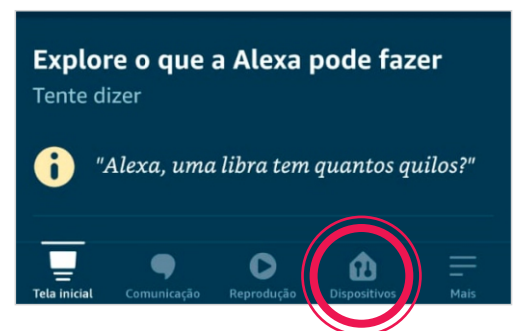 Explore o que a Alexa pode fazer
Tente dizer
"Alexa, uma libra tem quantos quilos?"
Tela inicial Comunicação Reprodução Dispositivos Mais